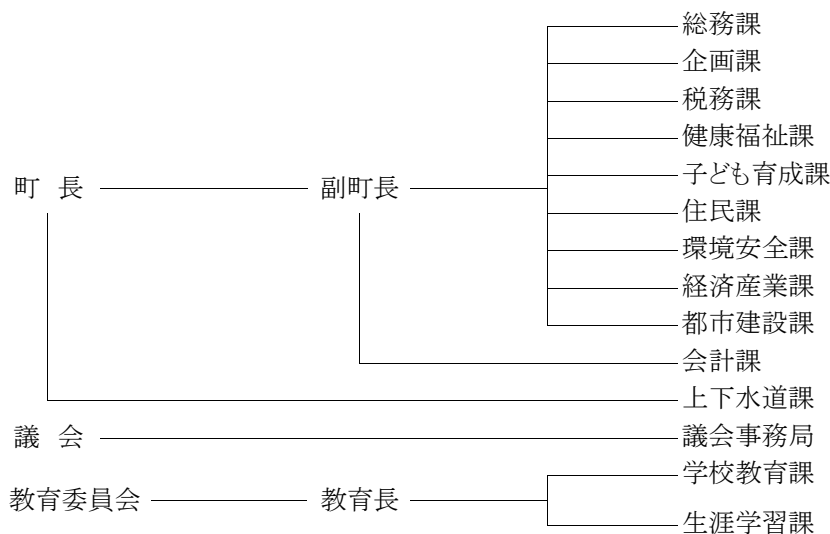 総務課
企画課
税務課
健康福祉課
町 長 副町長 子ども育成課
住民課
環境安全課
経済産業課
都市建設課
会計課
上下水道課
議 会 議会事務局
学校教育課
教育委員会 教育長
生涯学習課